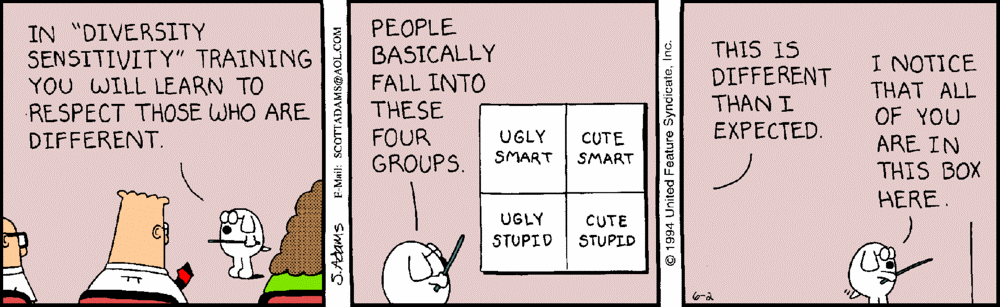 IN "DIVERSITY
SENSITIVITY" TRAINING
YOU WILL LEARN TO
RESPECT THOSE WHO ARE
DIFFERENT.
S. Adams
E-Mail: SCOTTADAMS@AOL.COM
PEOPLE
BASICALLY
FALL INTO
THESE
FOUR
GROUPS.
UGLY
SMART
CUTE
SMART
UGLY
STUPID
CUTE
STUPID
© 1994 United Feature Syndicate, Inc.
THIS IS
DIFFERENT
THAN I
EXPECTED.
I NOTICE
THAT ALL
OF YOU
ARE IN
THIS BOX
HERE.
6-2